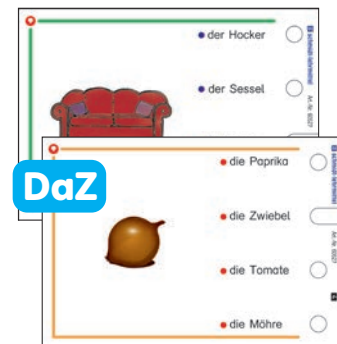 der Hocker
der Sessel
DaZ
die Paprika
die Zwiebel
die Tomate
die Möhre